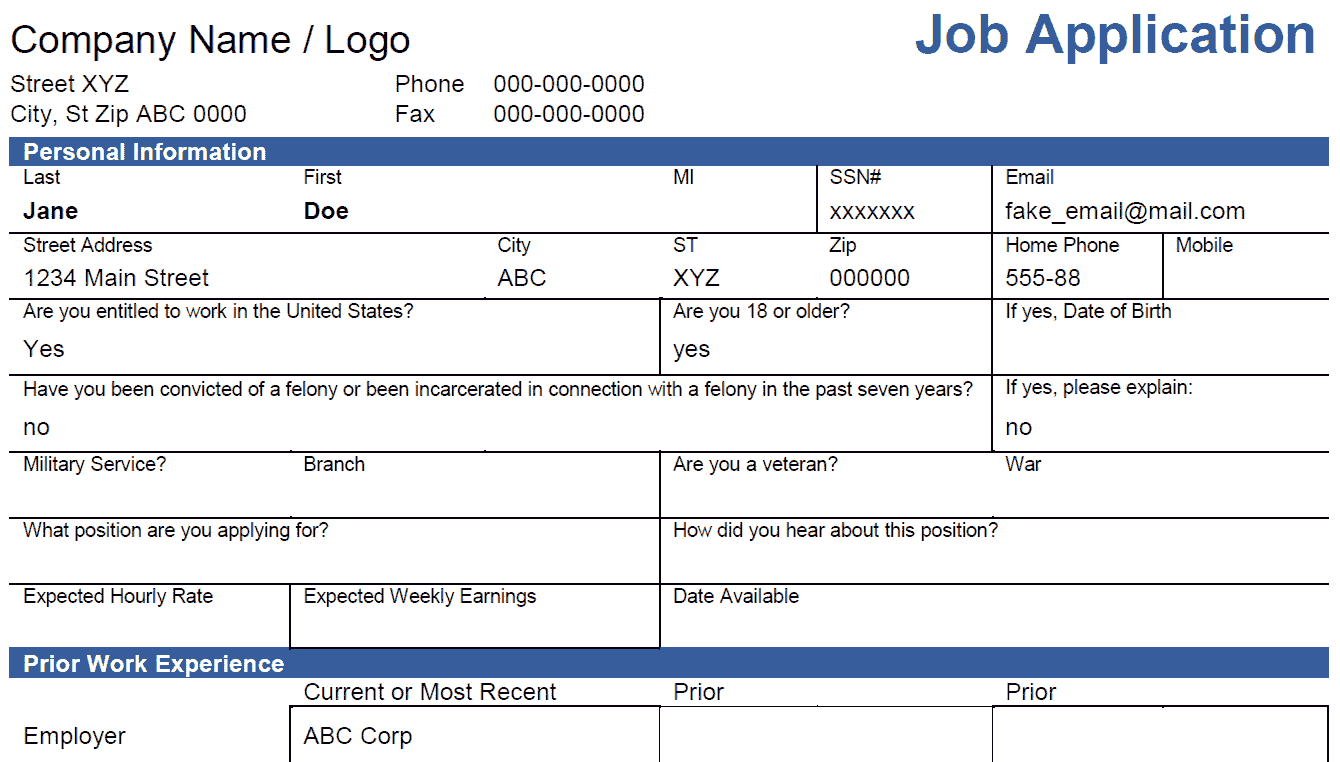 Company Name / Logo
Job Application
Street XYZ Phone 000-000-0000
City, St Zip ABC 0000 Fax 000-000-0000
Personal Information
Last First MI SSN# Email
Jane Doe xxxxxxx fake_email@mail.com
Street Address City ST Zip Home Phone Mobile
1234 Main Street ABC XYZ 000000 555-88
Are you entitled to work in the United States? Are you 18 or older? If yes, Date of Birth
Yes yes
Have you been convicted of a felony or been incarcerated in connection with a felony in the past seven years? If yes, please explain:
no no
Military Service? Branch Are you a veteran? War
What position are you applying for? How did you hear about this position?
Expected Hourly Rate Expected Weekly Earnings Date Available
Prior Work Experience
Current or Most Recent Prior Prior
Employer ABC Corp